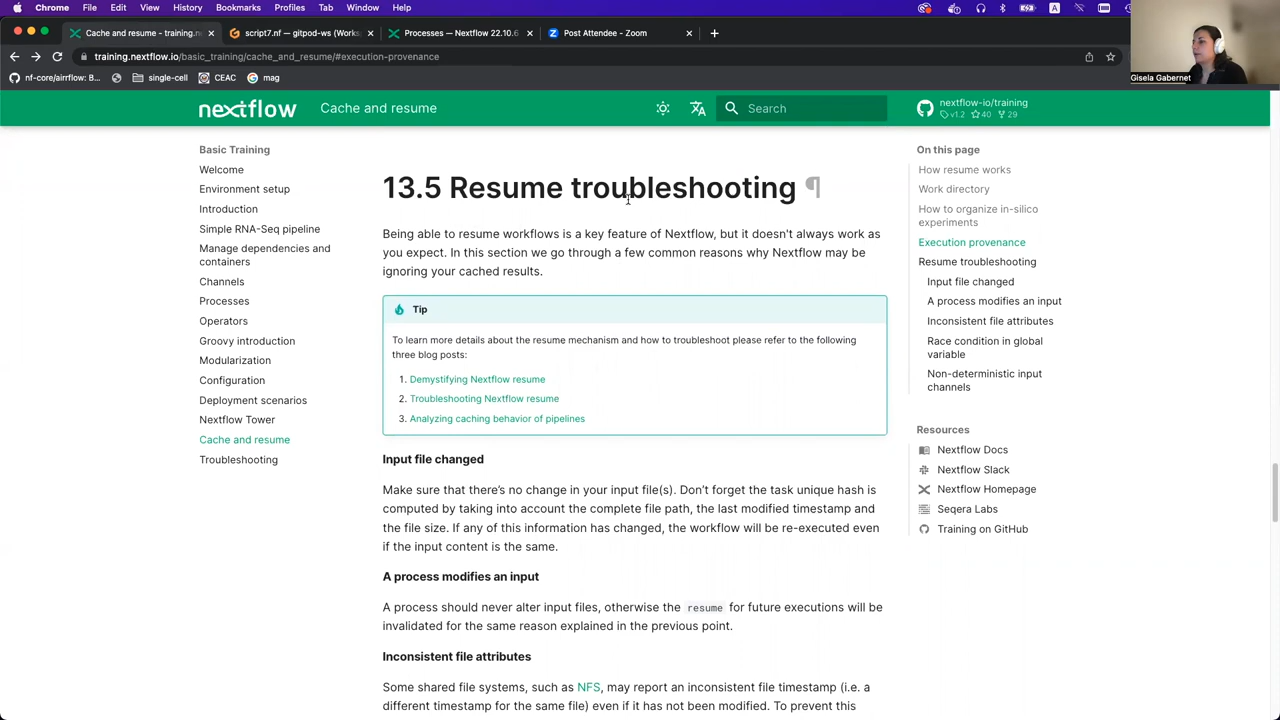 Chrome File Edit View History Bookmarks Profiles Tab Window Help
Cache and resume - training.n
script7.nf — gitpod-ws (Works
Processes — Nextflow 22.10.6
Post Attendee - Zoom
training.nextflow.io/basic_training/cache_and_resume/#execution-provenance
nf-core/airrflow: B...
single-cell
CEAC
mag
Gisela Gabernet
nextflow
Cache and resume
Search
nextflow-io/training
v1.2 40 29
Basic Training
Welcome
Environment setup
Introduction
Simple RNA-Seq pipeline
Manage dependencies and
containers
Channels
Processes
Operators
Groovy introduction
Modularization
Configuration
Deployment scenarios
Nextflow Tower
Cache and resume
Troubleshooting
13.5 Resume troubleshooting ¶
Being able to resume workflows is a key feature of Nextflow, but it doesn't always work as
you expect. In this section we go through a few common reasons why Nextflow may be
ignoring your cached results.
Tip
To learn more details about the resume mechanism and how to troubleshoot please refer to the following
three blog posts:
1. Demystifying Nextflow resume
2. Troubleshooting Nextflow resume
3. Analyzing caching behavior of pipelines
Input file changed
Make sure that there's no change in your input file(s). Don't forget the task unique hash is
computed by taking into account the complete file path, the last modified timestamp and
the file size. If any of this information has changed, the workflow will be re-executed even
if the input content is the same.
A process modifies an input
A process should never alter input files, otherwise the resume for future executions will be
invalidated for the same reason explained in the previous point.
Inconsistent file attributes
Some shared file systems, such as NFS, may report an inconsistent file timestamp (i.e. a
different timestamp for the same file) even if it has not been modified. To prevent this
On this page
How resume works
Work directory
How to organize in-silico
experiments
Execution provenance
Resume troubleshooting
Input file changed
A process modifies an input
Inconsistent file attributes
Race condition in global
variable
Non-deterministic input
channels
Resources
Nextflow Docs
Nextflow Slack
Nextflow Homepage
Seqera Labs
Training on GitHub